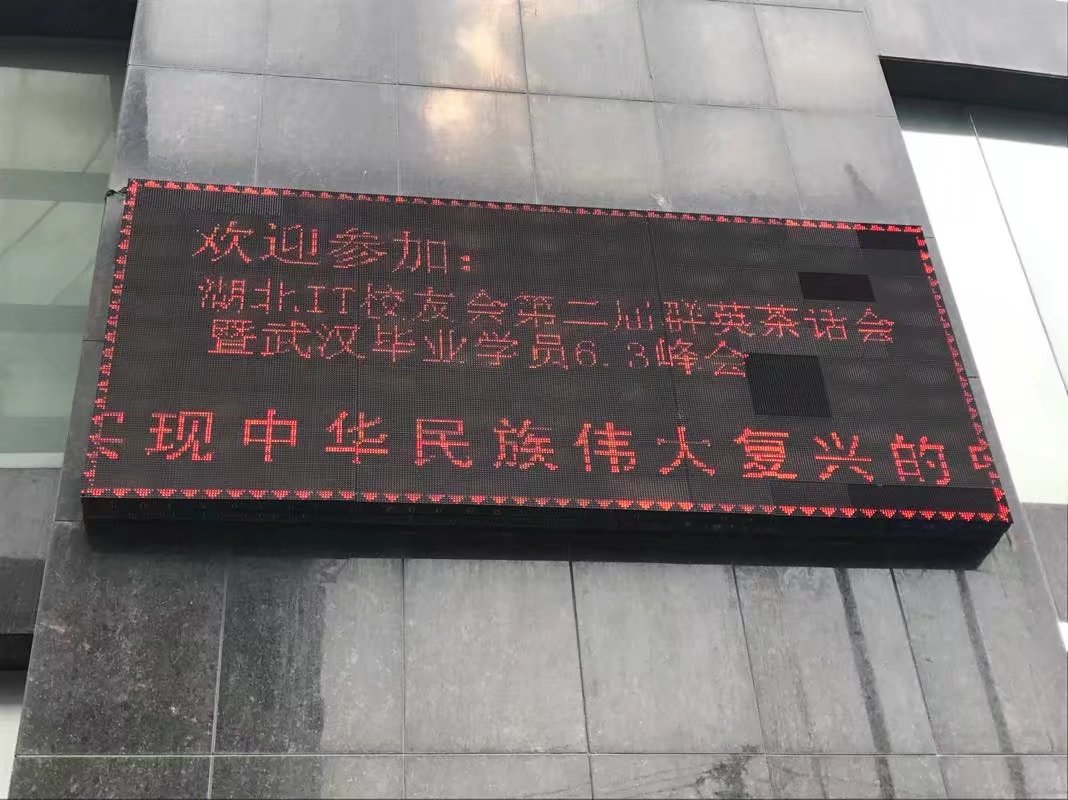 欢迎参加:
湖北IT校友会第二届群英茶话会
暨武汉毕业学员6.3峰会
实现中华民族伟大复兴的